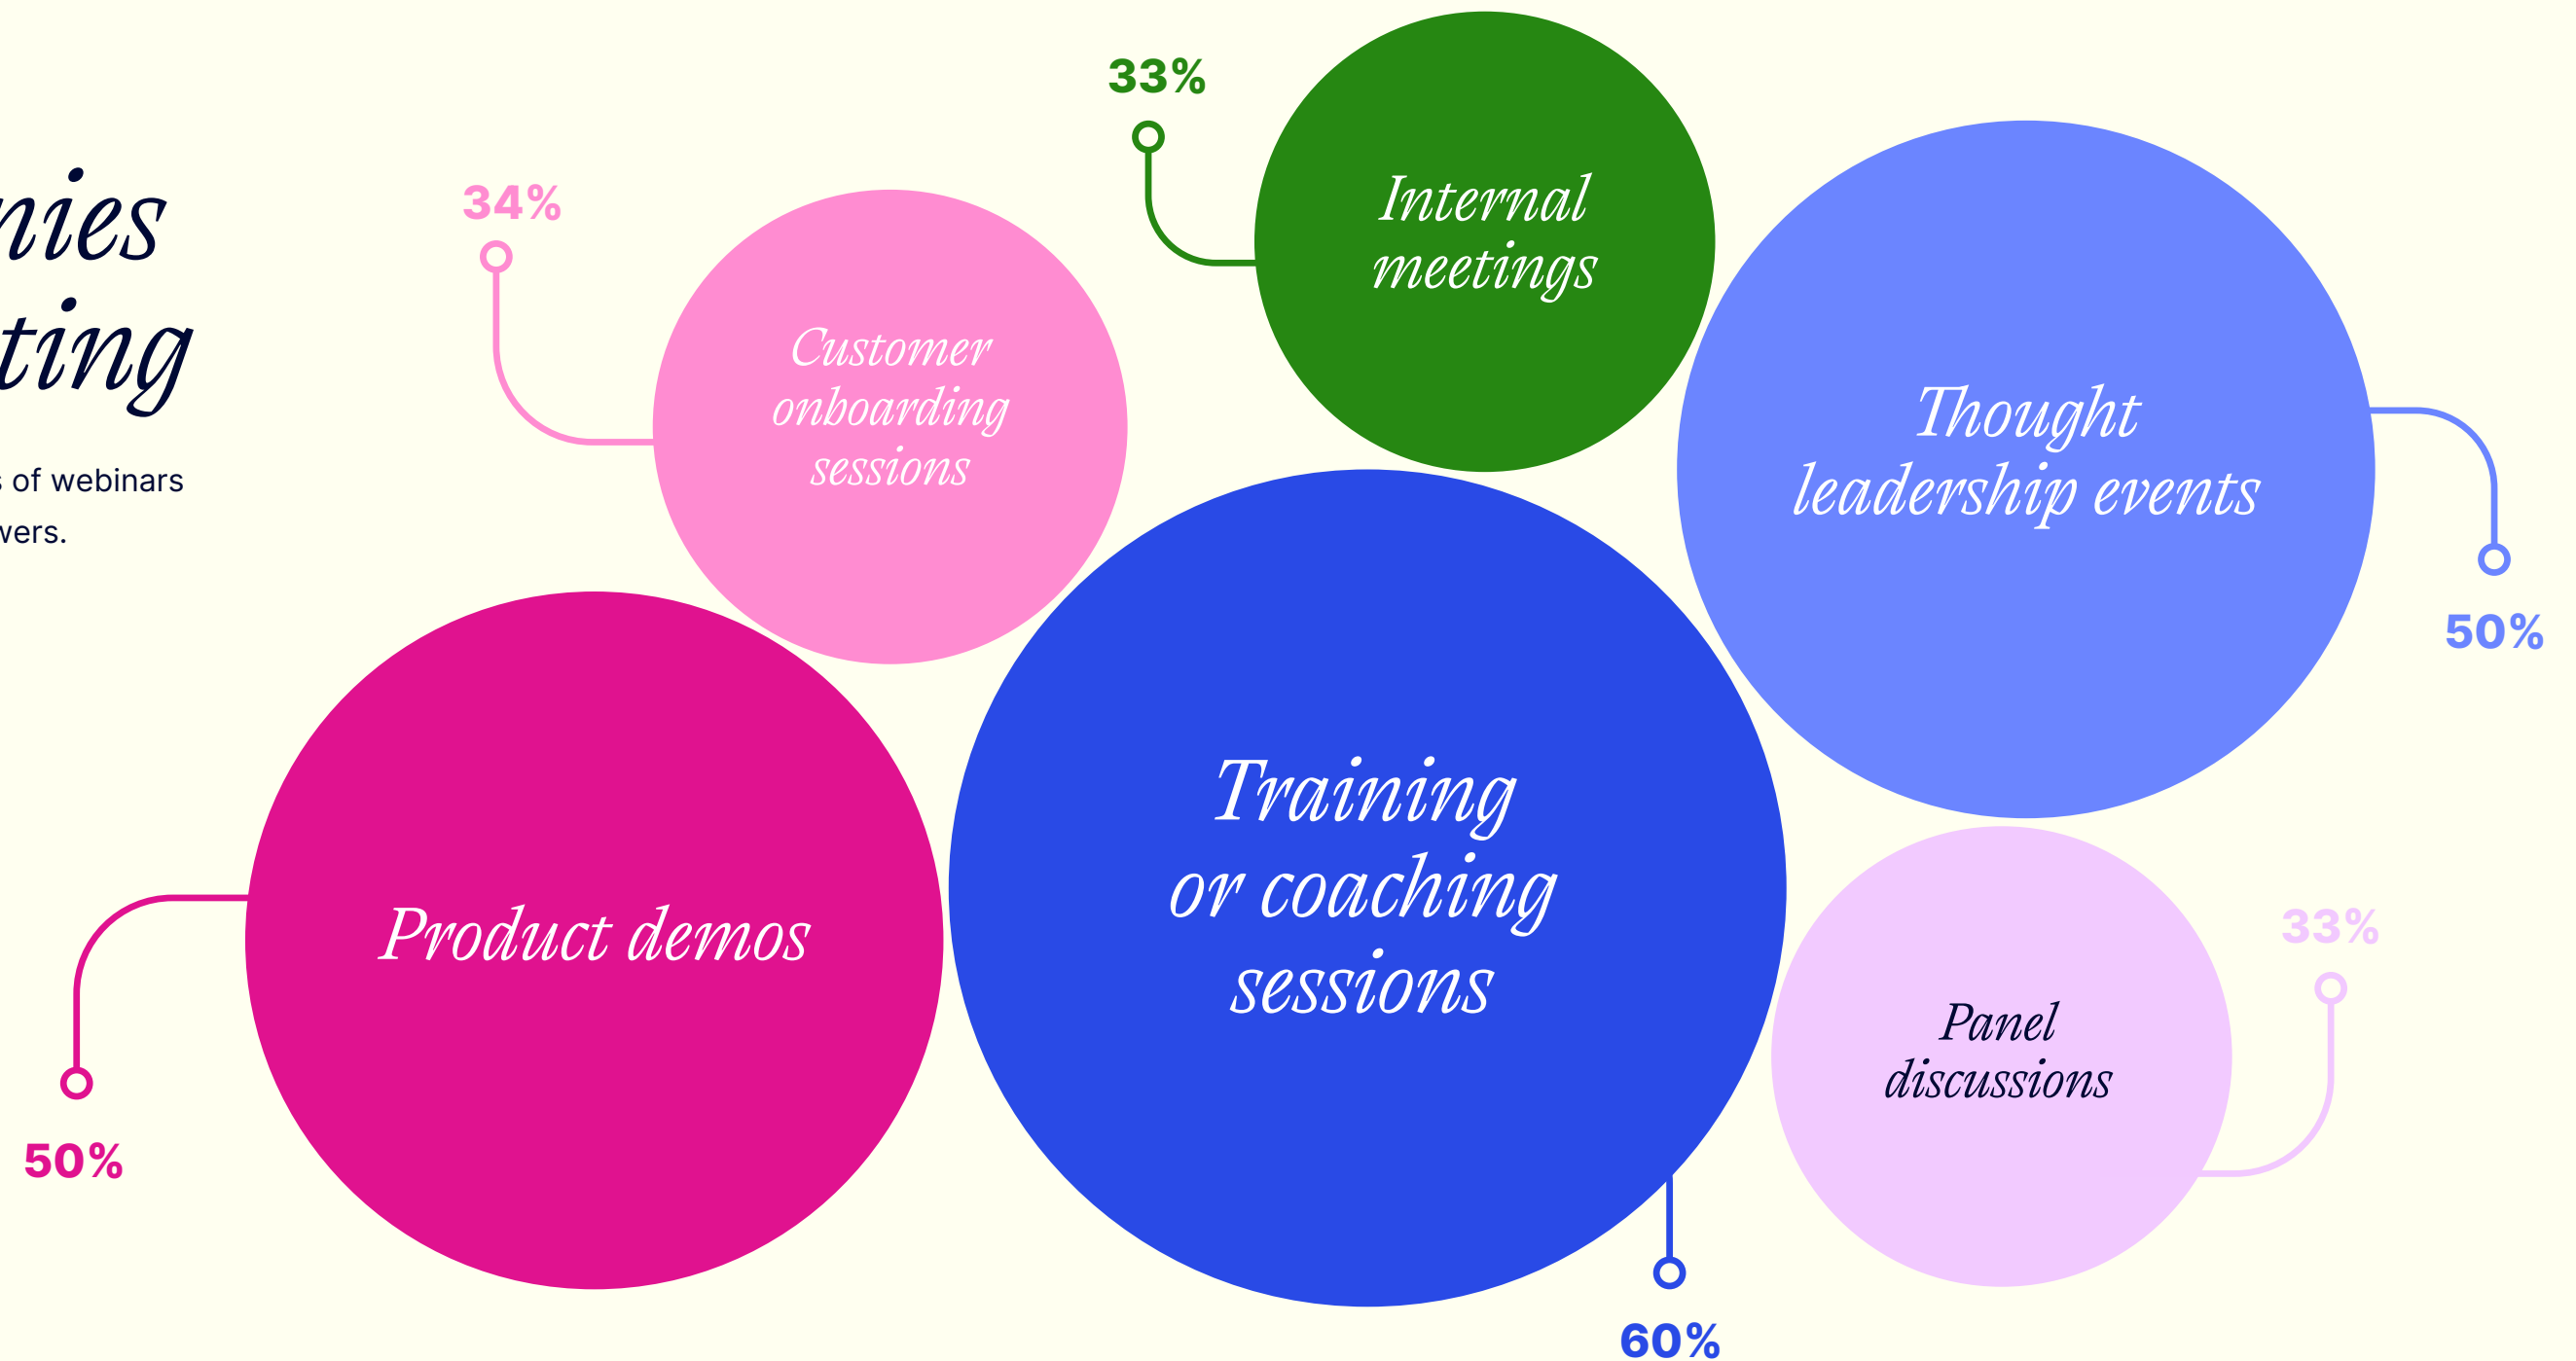 nies
ting
s of webinars
wers.
34%
Customer
onboarding
sessions
33%
Internal
meetings
Thought
leadership events
50%
Product demos
50%
Training
or coaching
sessions
60%
Panel
discussions
33%